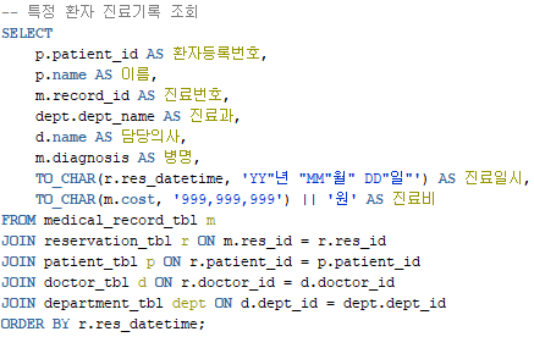 -- 특정 환자 진료기록 조회
SELECT
p.patient_id AS 환자등록번호,
p.name AS 이름,
m.record_id AS 진료번호,
dept.dept_name AS 진료과,
d.name AS 담당의사,
m.diagnosis AS 병명,
TO_CHAR(r.res_datetime, 'YY"년 "MM"월" DD"일"') AS 진료일시,
TO_CHAR(m.cost, '999,999,999') || '원' AS 진료비
FROM medical_record_tbl m
JOIN reservation_tbl r ON m.res_id = r.res_id
JOIN patient_tbl p ON r.patient_id = p.patient_id
JOIN doctor_tbl d ON r.doctor_id = d.doctor_id
JOIN department_tbl dept ON d.dept_id = dept.dept_id
ORDER BY r.res_datetime;